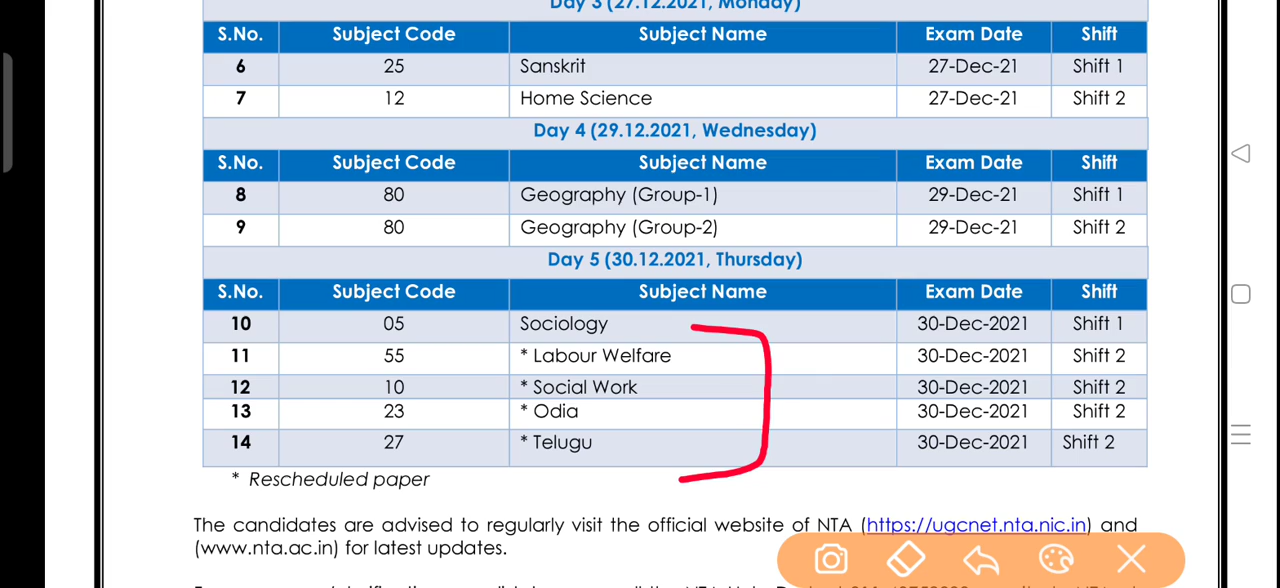 Day 3 (27.12.2021, Monday)
S.No. Subject Code Subject Name Exam Date Shift
6 25 Sanskrit 27-Dec-21 Shift 1
7 12 Home Science 27-Dec-21 Shift 2
Day 4 (29.12.2021, Wednesday)
S.No. Subject Code Subject Name Exam Date Shift
8 80 Geography (Group-1) 29-Dec-21 Shift 1
9 80 Geography (Group-2) 29-Dec-21 Shift 2
Day 5 (30.12.2021, Thursday)
S.No. Subject Code Subject Name Exam Date Shift
10 05 Sociology 30-Dec-2021 Shift 1
11 55 * Labour Welfare 30-Dec-2021 Shift 2
12 10 * Social Work 30-Dec-2021 Shift 2
13 23 * Odia 30-Dec-2021 Shift 2
14 27 * Telugu 30-Dec-2021 Shift 2
* Rescheduled paper
The candidates are advised to regularly visit the official website of NTA (https://ugcnet.nta.nic.in) and
(www.nta.ac.in) for latest updates.